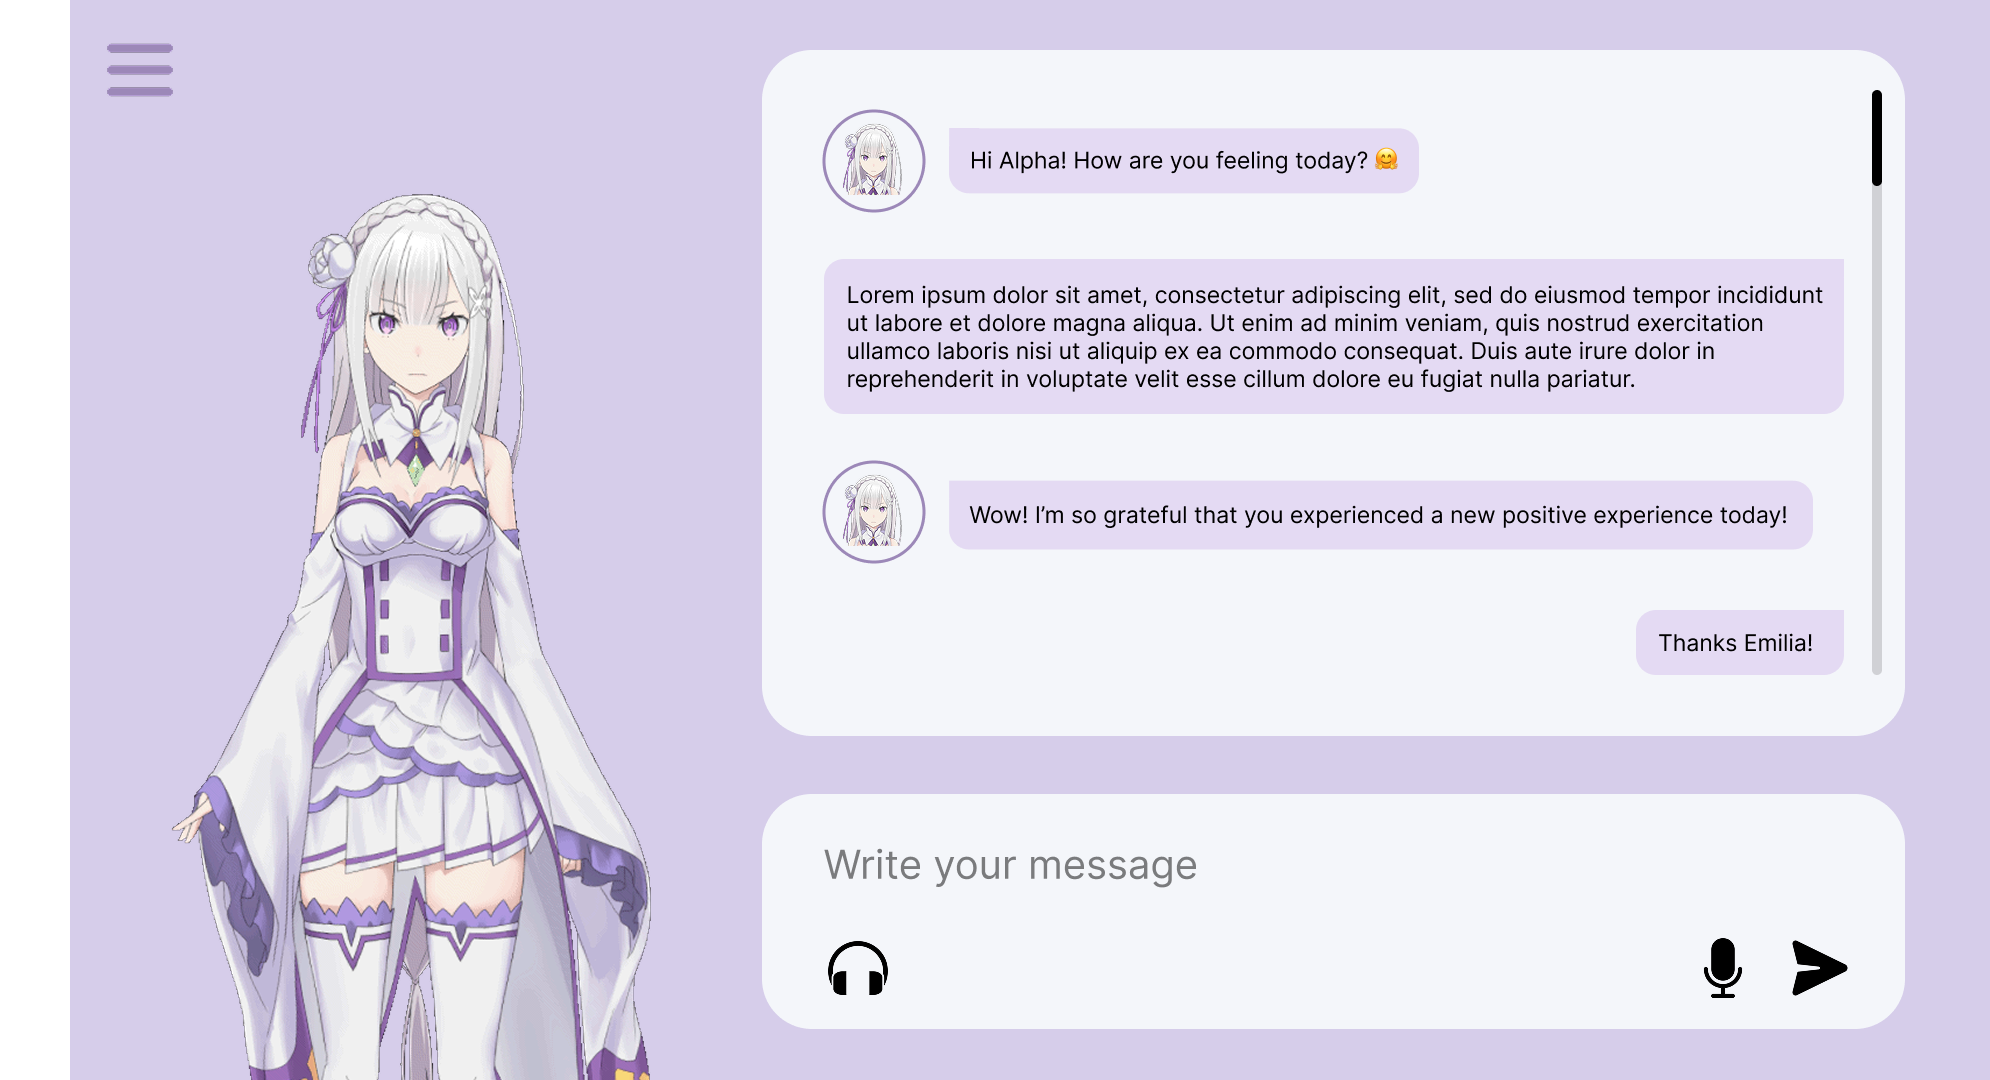 Hi Alpha! How are you feeling today? 🤗
Lorem ipsum dolor sit amet, consectetur adipiscing elit, sed do eiusmod tempor incididunt
ut labore et dolore magna aliqua. Ut enim ad minim veniam, quis nostrud exercitation
ullamco laboris nisi ut aliquip ex ea commodo consequat. Duis aute irure dolor in
reprehenderit in voluptate velit esse cillum dolore eu fugiat nulla pariatur.
Wow! I’m so grateful that you experienced a new positive experience today!
Thanks Emilia!
Write your message